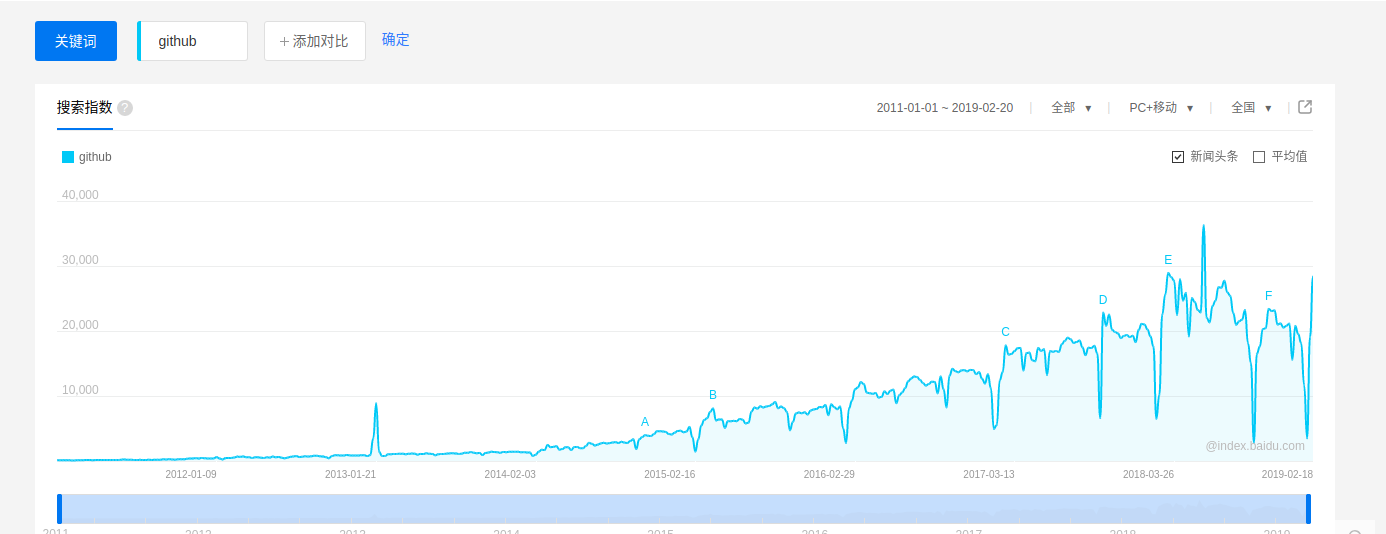 关键词 github 添加对比 确定
搜索指数 ? 2011-01-01 ~ 2019-02-20 全部 PC+移动 全国
github 新闻头条 平均值
40,000
30,000
20,000
10,000
A B C D E F
@index.baidu.com
2012-01-09 2013-01-21 2014-02-03 2015-02-16 2016-02-29 2017-03-13 2018-03-26 2019-02-18
2011 2012 2013 2014 2015 2016 2017 2018 2019